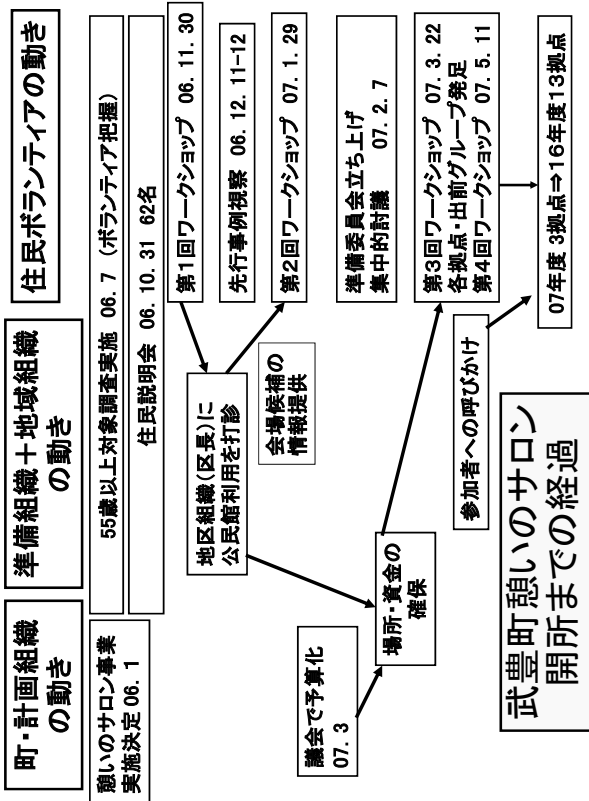 町・計画組織
の動き
準備組織＋地域組織
の動き
住民ボランティアの動き
憩いのサロン事業
実施決定 06. 1
55歳以上対象調査実施 06. 7 （ボランティア把握）
住民説明会 06. 10. 31 62名
第１回ワークショップ 06. 11. 30
地区組織（区長）に
公民館利用を打診
先行事例視察 06. 12. 11-12
会場候補の
情報提供
第２回ワークショップ 07. 1. 29
議会で予算化
07. 3
準備委員会立ち上げ
集中的討議 07. 2. 7
場所・資金の
確保
第３回ワークショップ 07. 3. 22
各拠点・出前グループ発足
第４回ワークショップ 07. 5. 11
参加者への呼びかけ
07年度 3拠点⇒16年度13拠点
武豊町憩いのサロン
開所までの経過